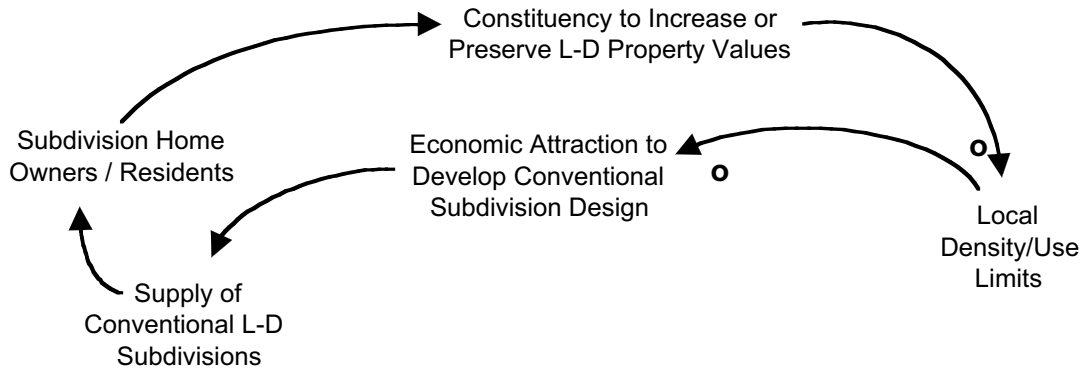 Constituency to Increase or
Preserve L-D Property Values
Subdivision Home
Owners / Residents
Economic Attraction to
Develop Conventional
Subdivision Design
o
o
Local
Density/Use
Limits
Supply of
Conventional L-D
Subdivisions